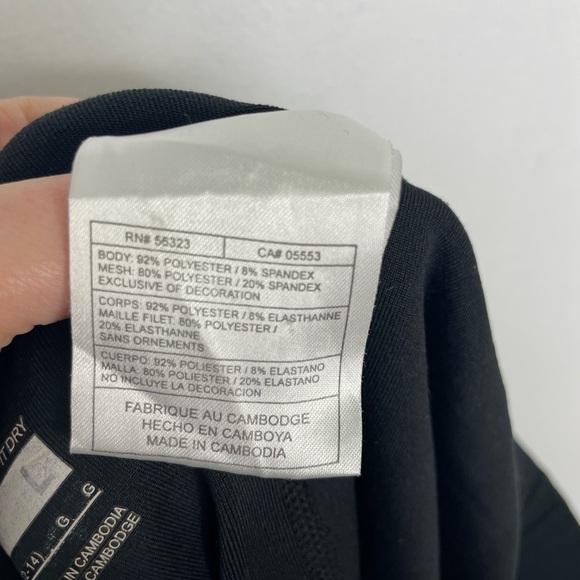 RN# 56323 CA# 05553
BODY: 92% POLYESTER / 8% SPANDEX
MESH: 80% POLYESTER / 20% SPANDEX
EXCLUSIVE OF DECORATION
CORPS: 92% POLYESTER / 8% ELASTHANNE
MAILLE FILET: 80% POLYESTER /
20% ELASTHANNE
SANS ORNEMENTS
CUERPO: 92% POLIESTER / 8% ELASTANO
MALLA: 80% POLIESTER / 20% ELASTANO
NO INCLUYE LA DECORACION
FABRIQUE AU CAMBODGE
HECHO EN CAMBOYA
MADE IN CAMBODIA
DRY
L
G G
-14)
IN CAMBODIA
CAMBODGE